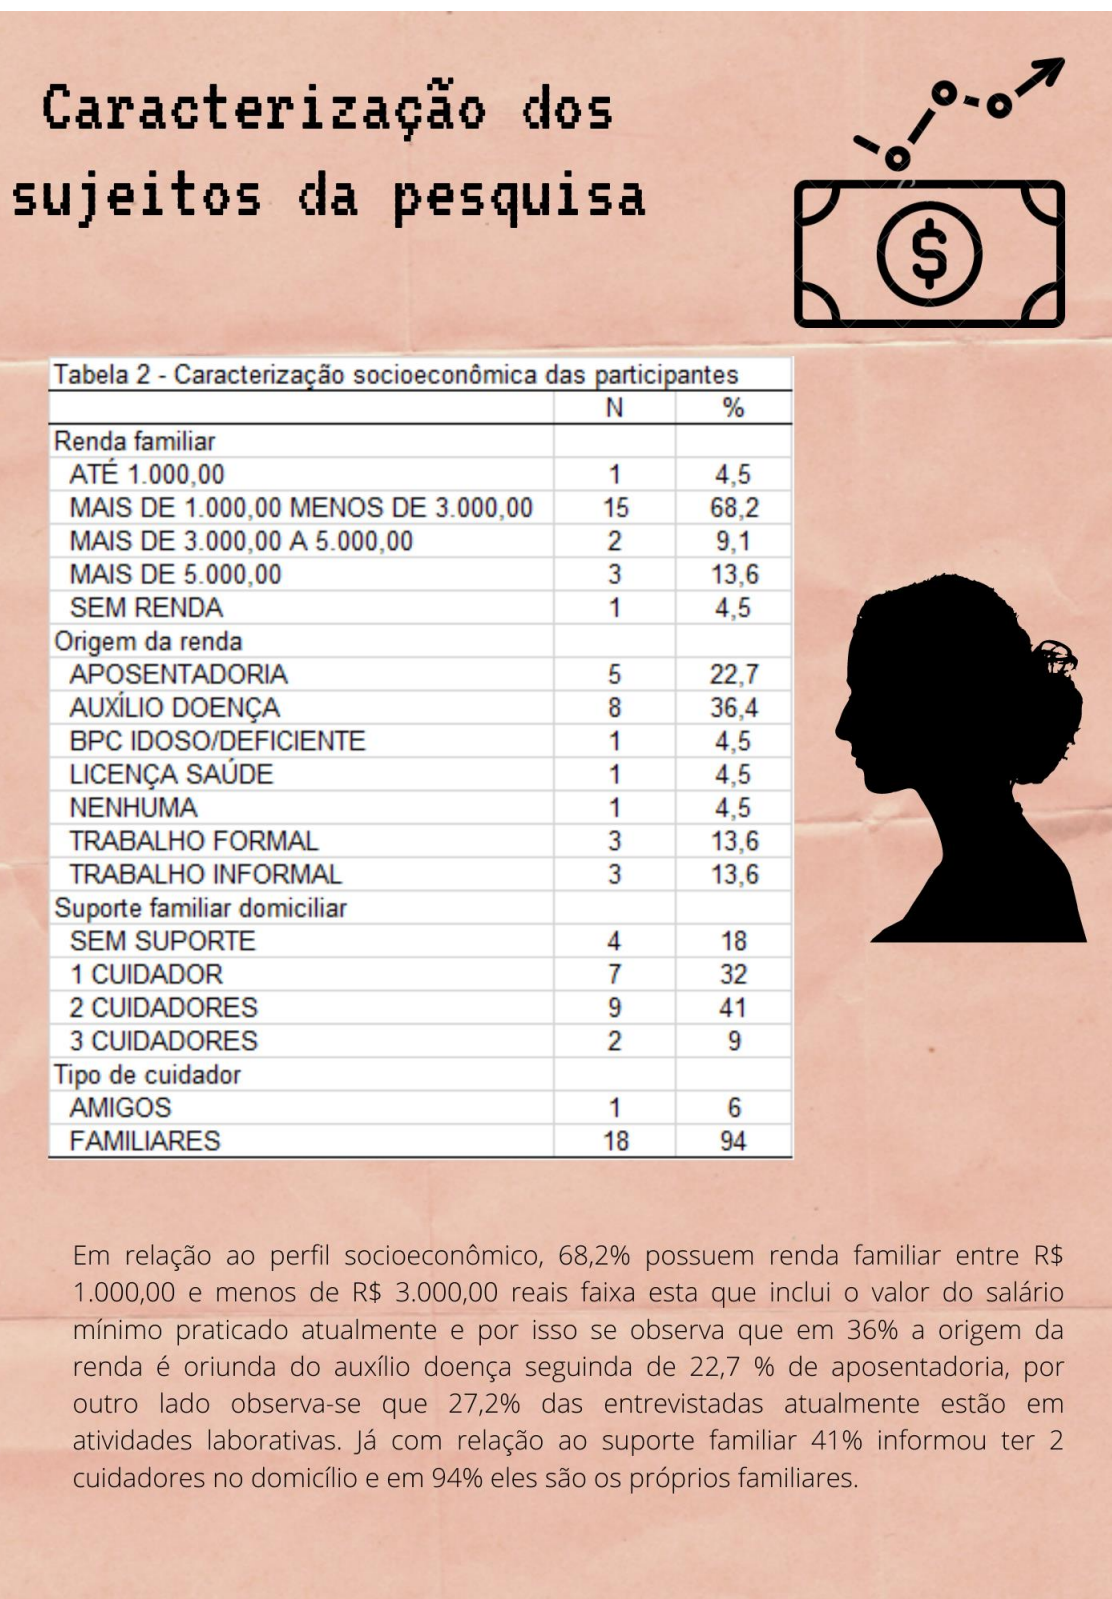 Caracterização dos
sujeitos da pesquisa
$
Tabela 2 - Caracterização socioeconômica das participantes
N %
Renda familiar
ATÉ 1.000,00 1 4,5
MAIS DE 1.000,00 MENOS DE 3.000,00 15 68,2
MAIS DE 3.000,00 A 5.000,00 2 9,1
MAIS DE 5.000,00 3 13,6
SEM RENDA 1 4,5
Origem da renda
APOSENTADORIA 5 22,7
AUXÍLIO DOENÇA 8 36,4
BPC IDOSO/DEFICIENTE 1 4,5
LICENÇA SAÚDE 1 4,5
NENHUMA 1 4,5
TRABALHO FORMAL 3 13,6
TRABALHO INFORMAL 3 13,6
Suporte familiar domiciliar
SEM SUPORTE 4 18
1 CUIDADOR 7 32
2 CUIDADORES 9 41
3 CUIDADORES 2 9
Tipo de cuidador
AMIGOS 1 6
FAMILIARES 18 94
Em relação ao perfil socioeconômico, 68,2% possuem renda familiar entre R$
1.000,00 e menos de R$ 3.000,00 reais faixa esta que inclui o valor do salário
mínimo praticado atualmente e por isso se observa que em 36% a origem da
renda é oriunda do auxílio doença seguinda de 22,7 % de aposentadoria, por
outro lado observa-se que 27,2% das entrevistadas atualmente estão em
atividades laborativas. Já com relação ao suporte familiar 41% informou ter 2
cuidadores no domicílio e em 94% eles são os próprios familiares.